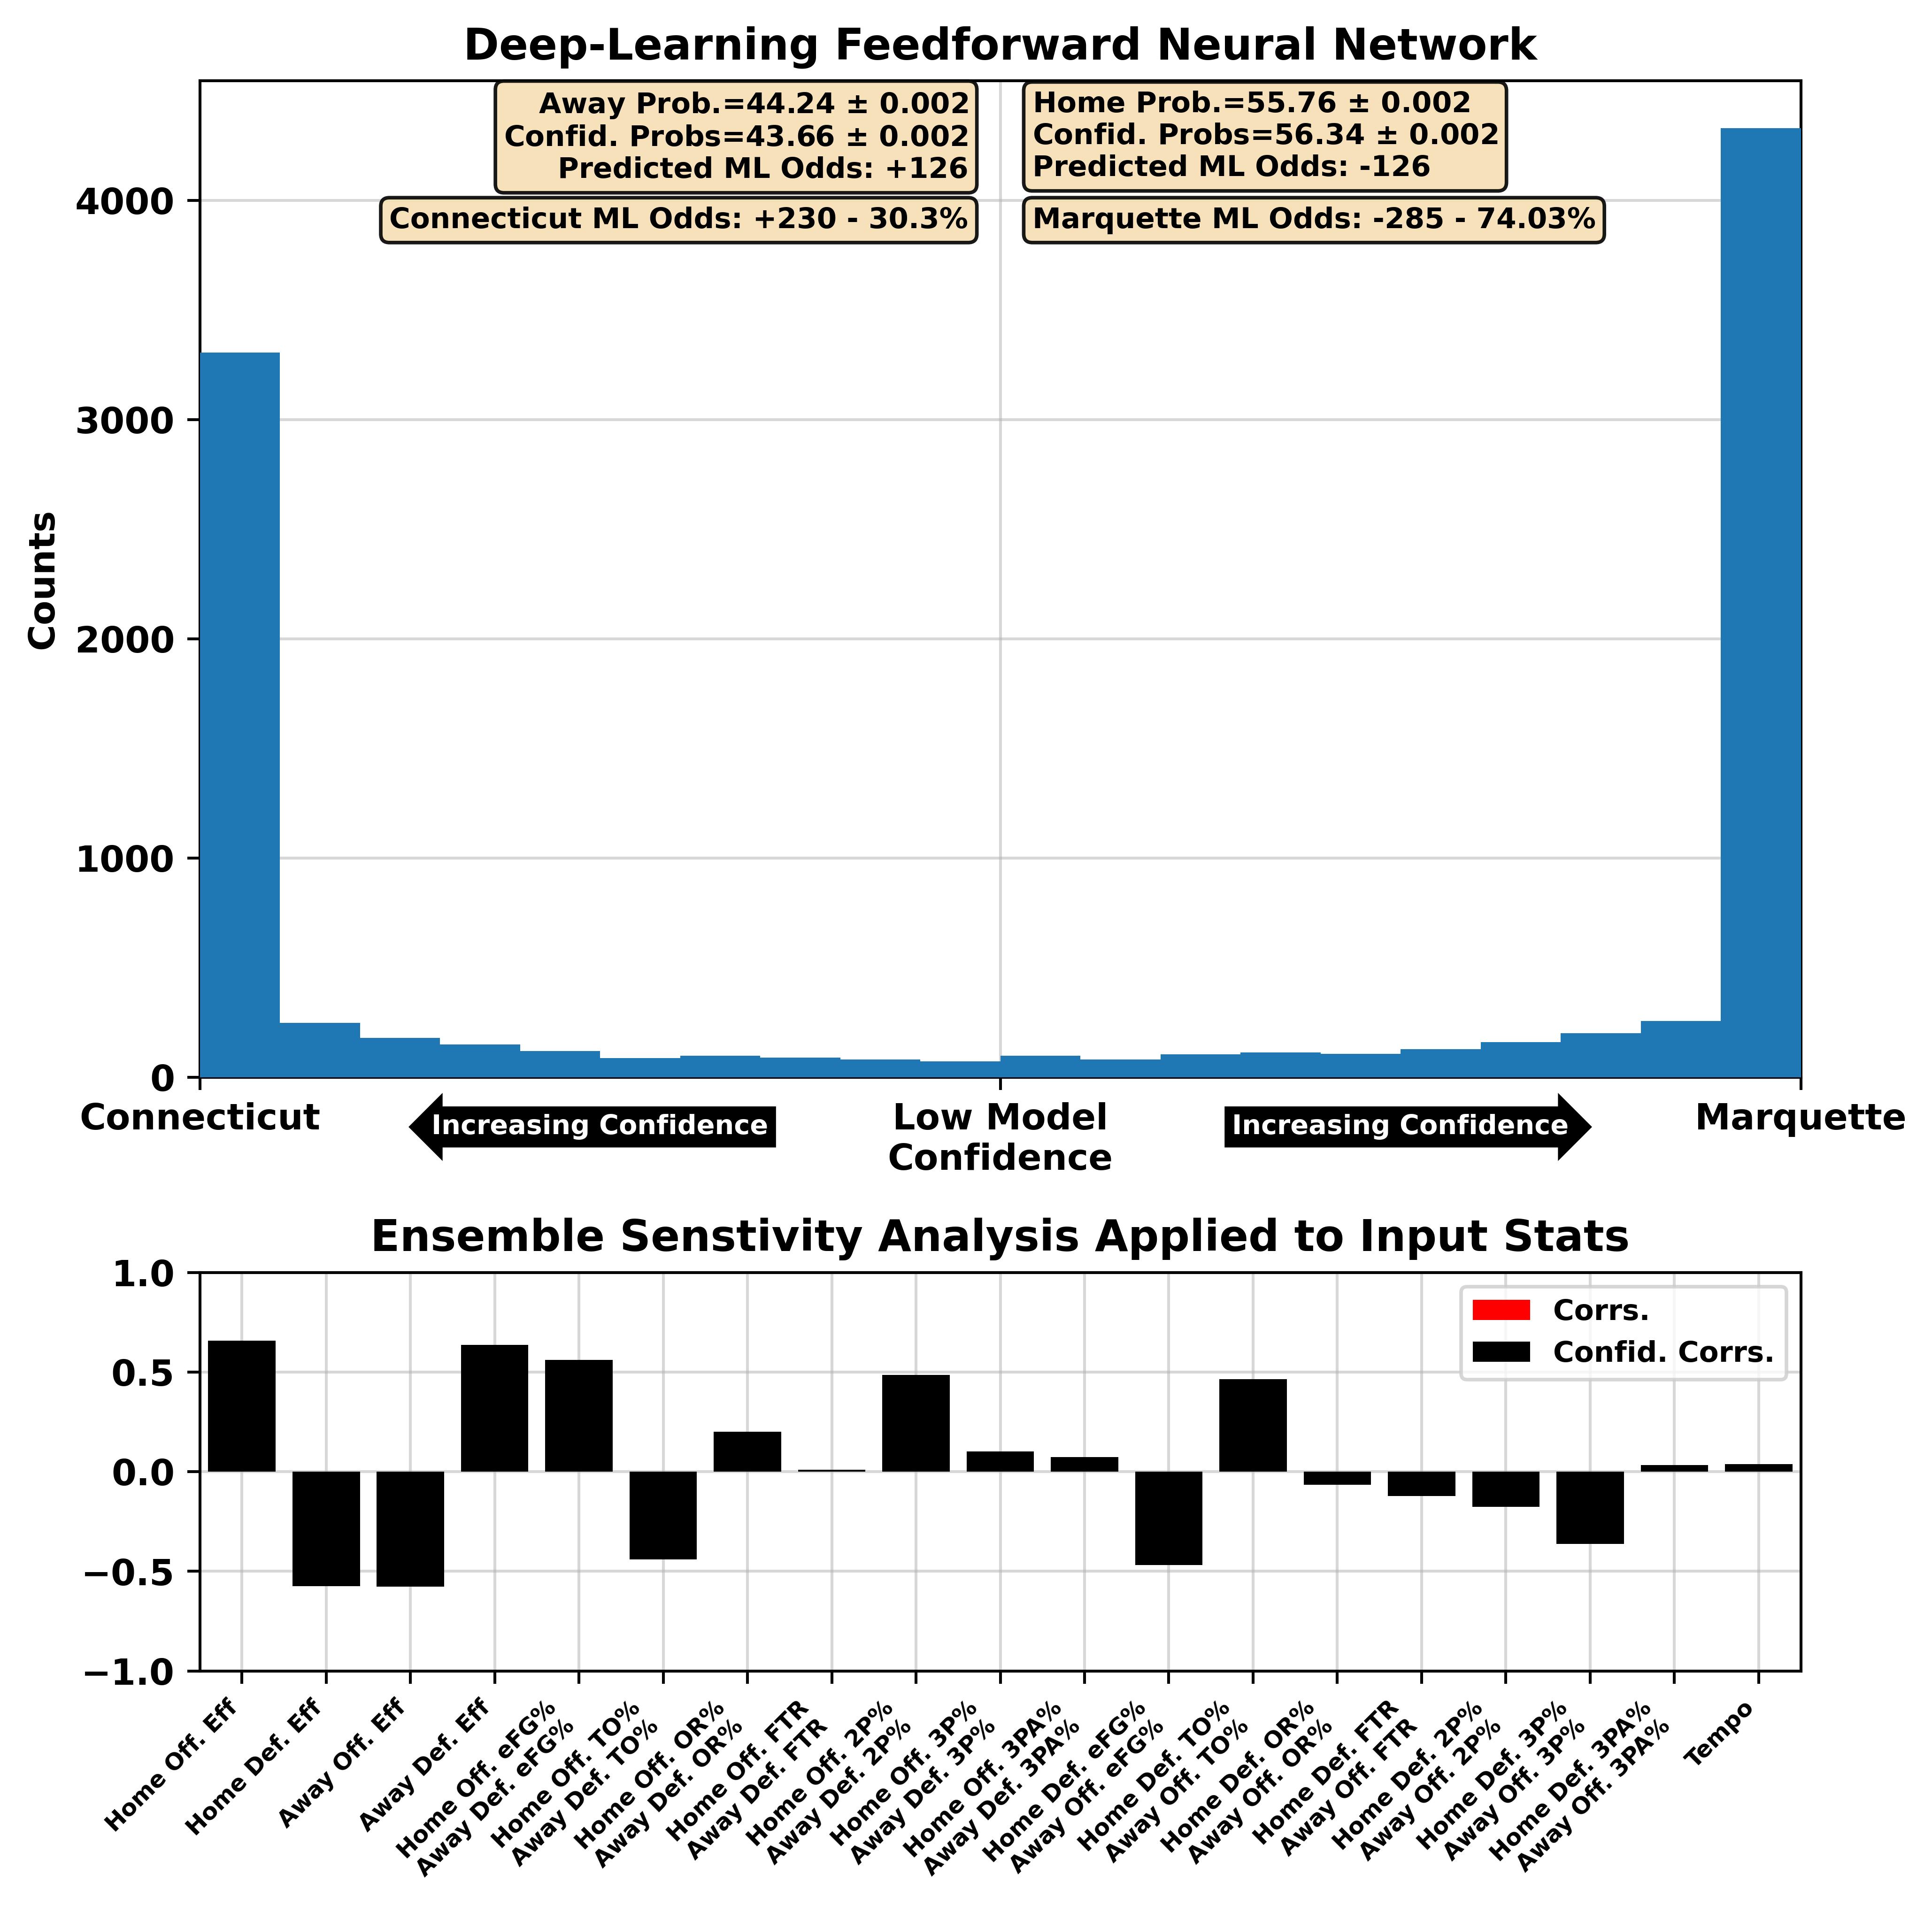 Deep-Learning Feedforward Neural Network
Away Prob.=44.24 ± 0.002
Confid. Probs=43.66 ± 0.002
Predicted ML Odds: +126
Connecticut ML Odds: +230 - 30.3%
Home Prob.=55.76 ± 0.002
Confid. Probs=56.34 ± 0.002
Predicted ML Odds: -126
Marquette ML Odds: -285 - 74.03%
Counts
4000
3000
2000
1000
0
Connecticut
Increasing Confidence
Low Model
Confidence
Increasing Confidence
Marquette
Ensemble Senstivity Analysis Applied to Input Stats
1.0
0.5
0.0
−0.5
−1.0
Corrs.
Confid. Corrs.
Home Off. Eff
Home Def. Eff
Away Off. Eff
Away Def. Eff
Home Off. eFG%
Away Def. eFG%
Home Off. TO%
Away Def. TO%
Home Off. OR%
Away Def. OR%
Home Off. FTR
Away Def. FTR
Home Off. 2P%
Away Def. 2P%
Home Off. 3P%
Away Def. 3P%
Home Off. 3PA%
Away Def. 3PA%
Home Def. eFG%
Away Off. eFG%
Home Def. TO%
Away Off. TO%
Home Def. OR%
Away Off. OR%
Home Def. FTR
Away Off. FTR
Home Def. 2P%
Away Off. 2P%
Home Def. 3P%
Away Off. 3P%
Home Def. 3PA%
Away Off. 3PA%
Tempo